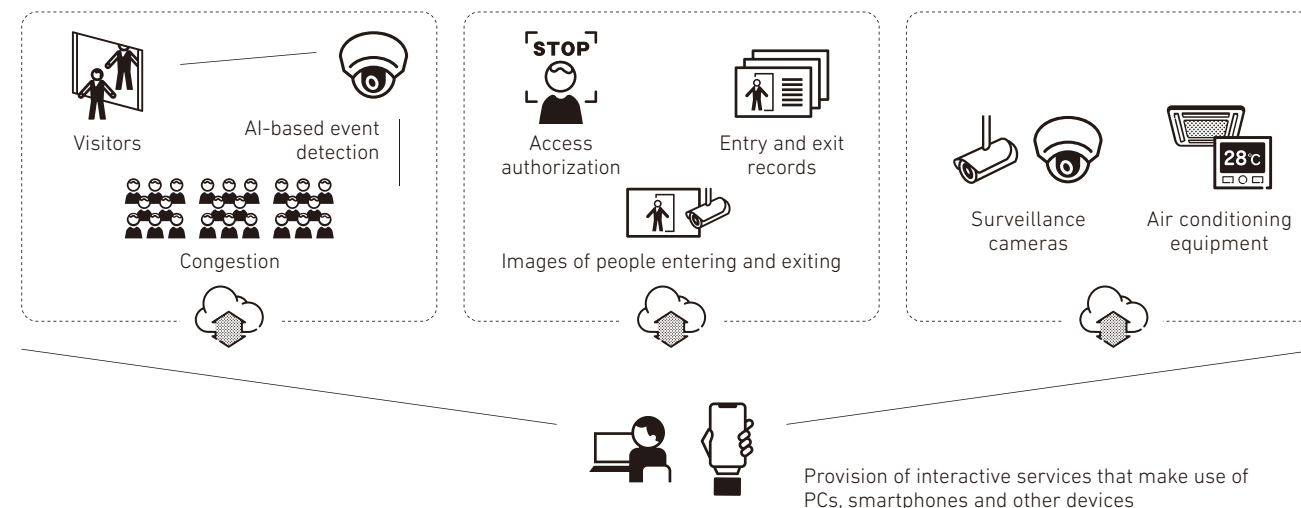 Visitors
AI-based event
detection
Congestion
STOP
Access
authorization
Entry and exit
records
Images of people entering and exiting
28°C
Surveillance
cameras
Air conditioning
equipment
Provision of interactive services that make use of
PCs, smartphones and other devices